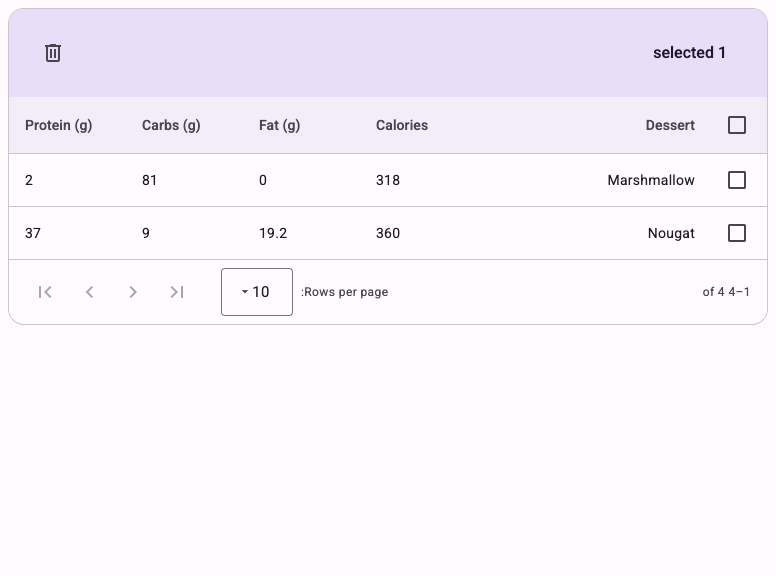 selected 1
Protein (g) Carbs (g) Fat (g) Calories Dessert
2 81 0 318 Marshmallow
37 9 19.2 360 Nougat
10 :Rows per page of 4 4–1